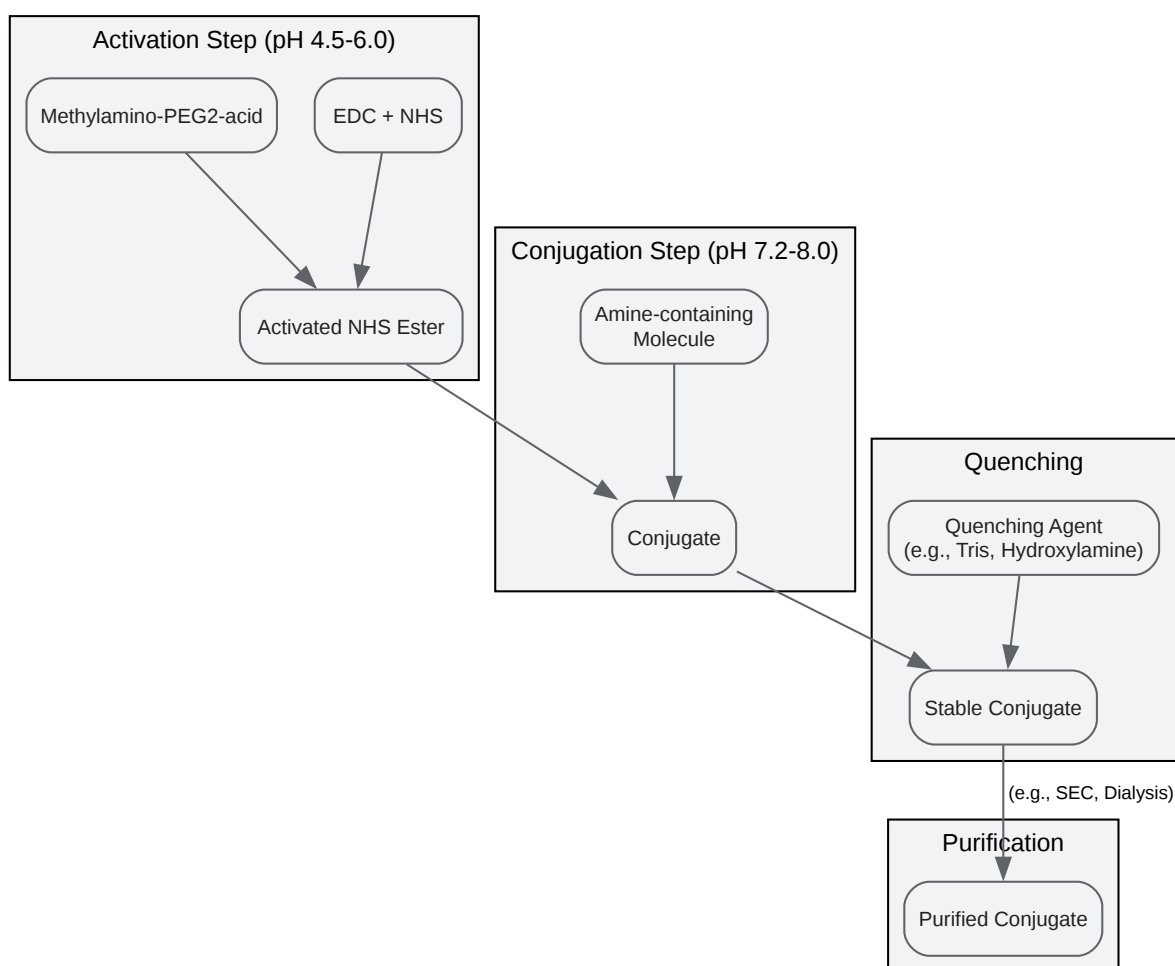 Activation Step (pH 4.5-6.0)
Methylamino-PEG2-acid
EDC + NHS
Activated NHS Ester
Conjugation Step (pH 7.2-8.0)
Amine-containing
Molecule
Conjugate
Quenching
Quenching Agent
(e.g., Tris, Hydroxylamine)
Stable Conjugate
(e.g., SEC, Dialysis)
Purification
Purified Conjugate